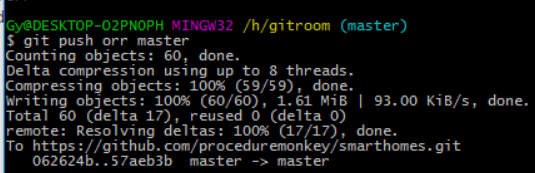 Gy@DESKTOP-O2PNOPH MINGW32 /h/gitroom (master)
$ git push orr master
Counting objects: 60, done.
Delta compression using up to 8 threads.
Compressing objects: 100% (59/59), done.
Writing objects: 100% (60/60), 1.61 MiB | 93.00 KiB/s, done.
Total 60 (delta 17), reused 0 (delta 0)
remote: Resolving deltas: 100% (17/17), done.
To https://github.com/proceduremonkey/smarthomes.git
   062624b..57aeb3b  master -> master